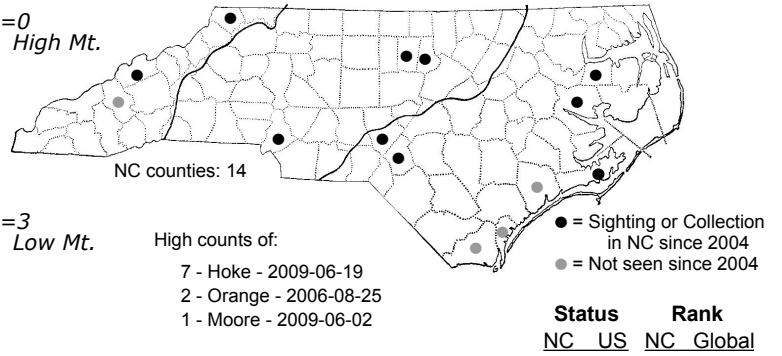 =0
High Mt.
NC counties: 14
=3
Low Mt.
High counts of:
7 - Hoke - 2009-06-19
2 - Orange - 2006-08-25
1 - Moore - 2009-06-02
= Sighting or Collection
in NC since 2004
= Not seen since 2004
Status Rank
NC US NC Global